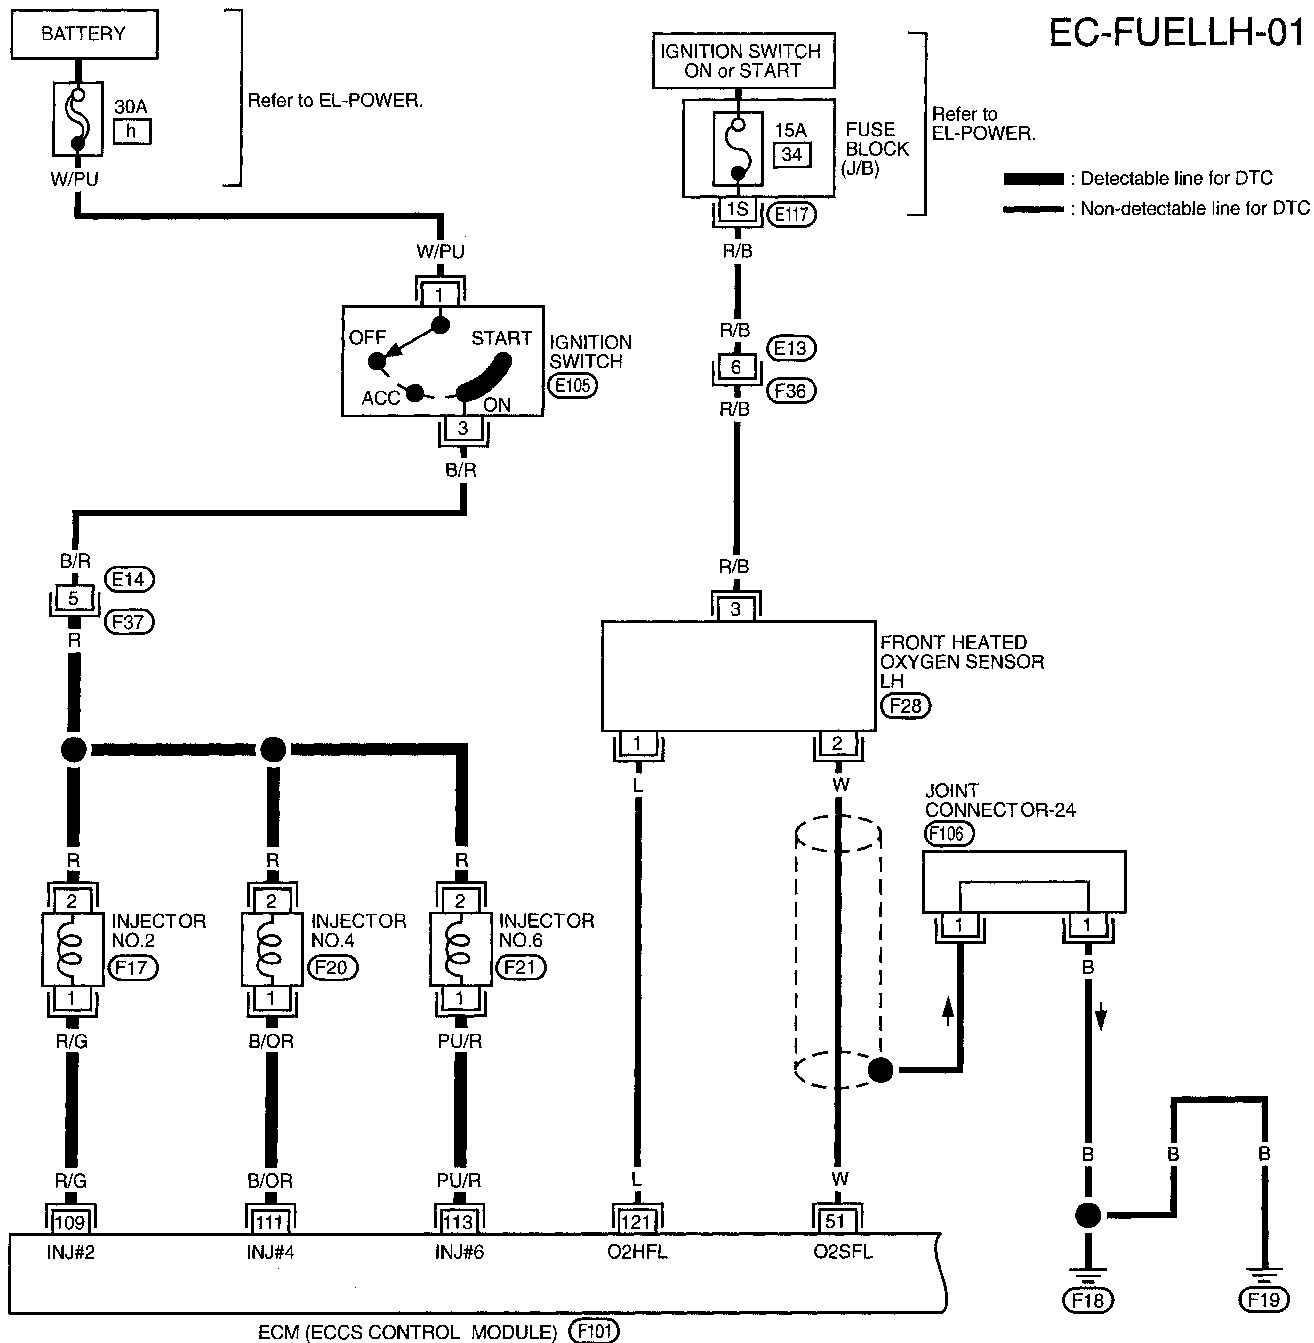 EC-FUELLH-01
BATTERY
30A
h
Refer to EL-POWER.
W/PU
W/PU
1
OFF
START
ACC
ON
IGNITION
SWITCH
E105
3
B/R
B/R
5
E14
F37
R
R
R
R
2
2
2
INJECTOR
NO.2
F17
INJECTOR
NO.4
F20
INJECTOR
NO.6
F21
1
1
1
R/G
B/OR
PU/R
R/G
B/OR
PU/R
IGNITION SWITCH
ON or START
15A
34
FUSE
BLOCK
(J/B)
Refer to
EL-POWER.
1S
E117
: Detectable line for DTC
: Non-detectable line for DTC
R/B
R/B
6
E13
F36
R/B
R/B
3
FRONT HEATED
OXYGEN SENSOR
LH
F28
1
2
L
W
JOINT
CONNECTOR-24
F106
1
1
B
L
W
B
B
B
109
111
113
121
51
INJ#2
INJ#4
INJ#6
O2HFL
O2SFL
F18
F19
ECM (ECCS CONTROL MODULE)
F101